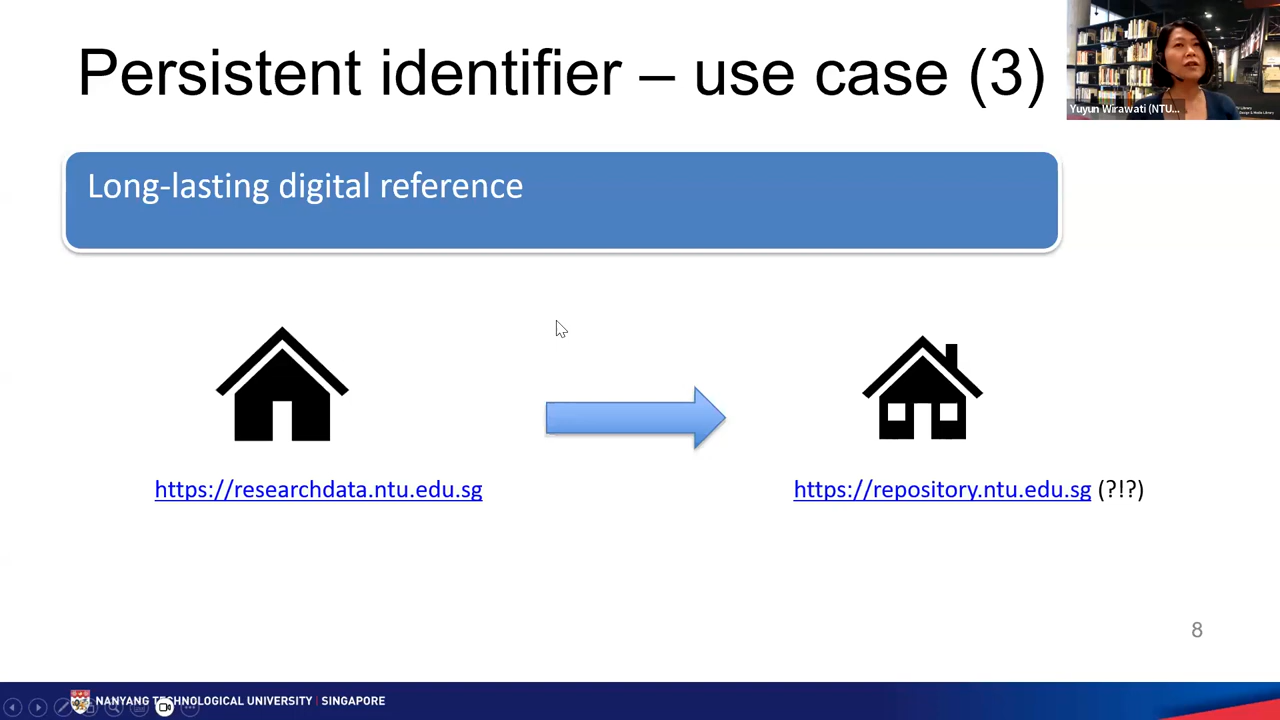 Persistent identifier – use case (3)
Yuyun Wirawati (NTU...
Long-lasting digital reference
https://researchdata.ntu.edu.sg
https://repository.ntu.edu.sg (?!?)
8
NANYANG TECHNOLOGICAL UNIVERSITY | SINGAPORE